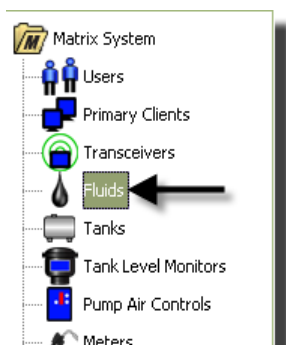 Matrix System
Users
Primary Clients
Transceivers
Fluids
Tanks
Tank Level Monitors
Pump Air Controls
Meters